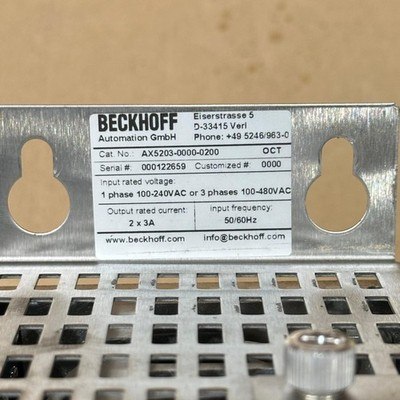 BECKHOFF
Automation GmbH
Eiserstrasse 5
D-33415 Verl
Phone: +49 5246/963-0
Cat. No.: AX5203-0000-0200 OCT
Serial #: 000122659 Customized #: 0000
Input rated voltage:
1 phase 100-240VAC or 3 phases 100-480VAC
Output rated current: Input frequency:
2 x 3A 50/60Hz
www.beckhoff.com info@beckhoff.com